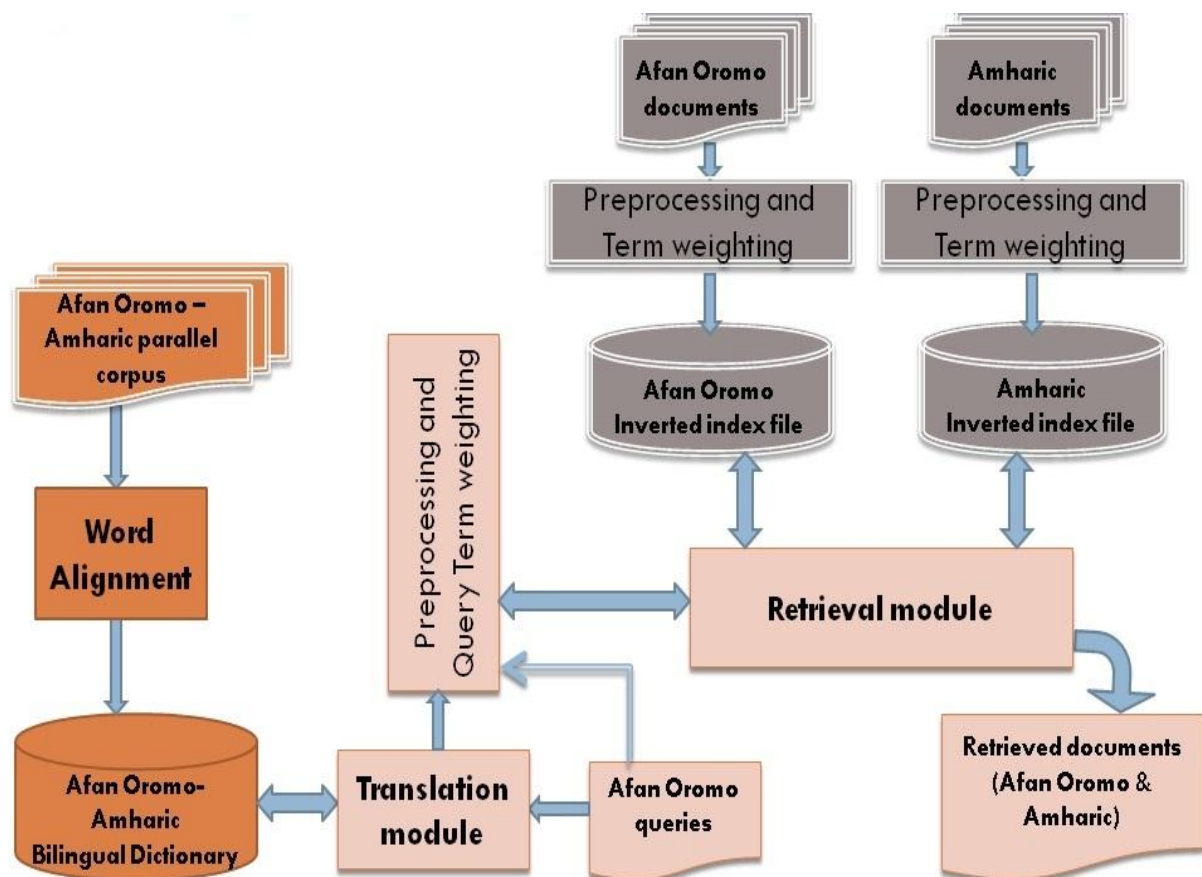 Afan Oromo
documents
Amharic
documents
Preprocessing and
Term weighting
Preprocessing and
Term weighting
Afan Oromo –
Amharic parallel
corpus
Afan Oromo
Inverted index file
Amharic
Inverted index file
Preprocessing and
Query Term weighting
Word
Alignment
Retrieval module
Afan Oromo-
Amharic
Bilingual Dictionary
Translation
module
Afan Oromo
queries
Retrieved documents
(Afan Oromo &
Amharic)